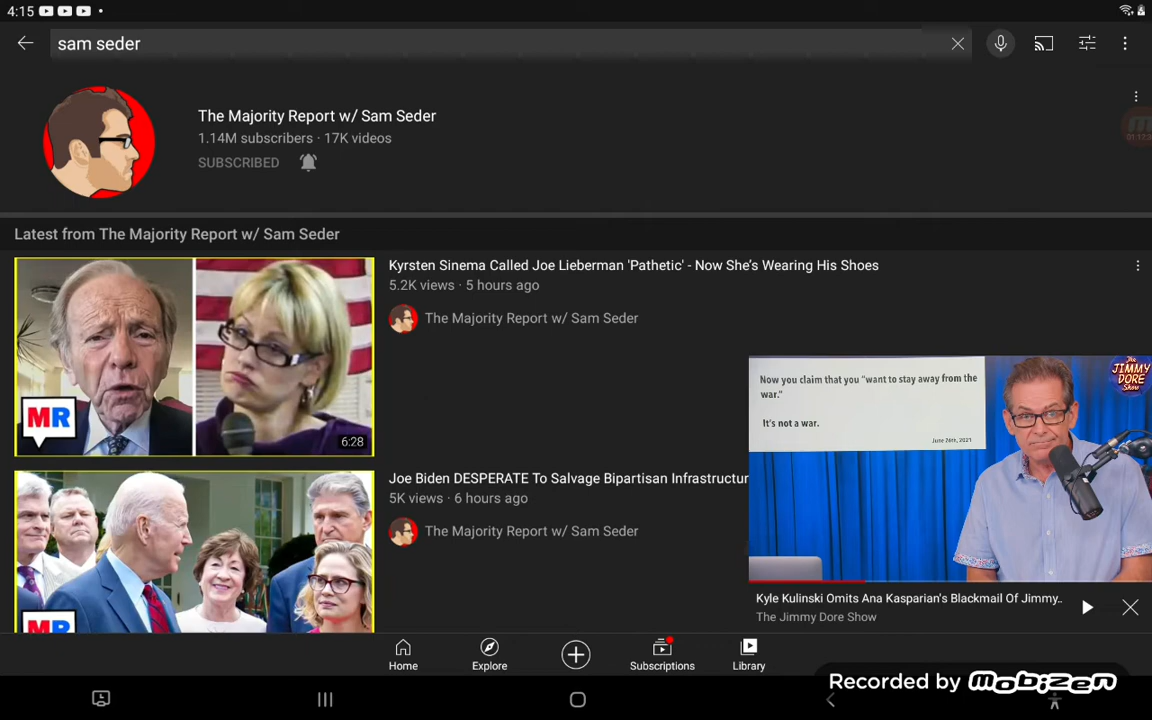 4:15
sam seder
The Majority Report w/ Sam Seder
1.14M subscribers · 17K videos
SUBSCRIBED
Latest from The Majority Report w/ Sam Seder
Kyrsten Sinema Called Joe Lieberman 'Pathetic' - Now She's Wearing His Shoes
5.2K views · 5 hours ago
The Majority Report w/ Sam Seder
MR
6:28
Joe Biden DESPERATE To Salvage Bipartisan Infrastructur
5K views · 6 hours ago
The Majority Report w/ Sam Seder
MR
Now you claim that you "want to stay away from the
war."
It's not a war.
June 26th, 2021
The
JIMMY
DORE
Show
Kyle Kulinski Omits Ana Kasparian's Blackmail Of Jimmy..
The Jimmy Dore Show
Home
Explore
Subscriptions
Library
Recorded by mobizen